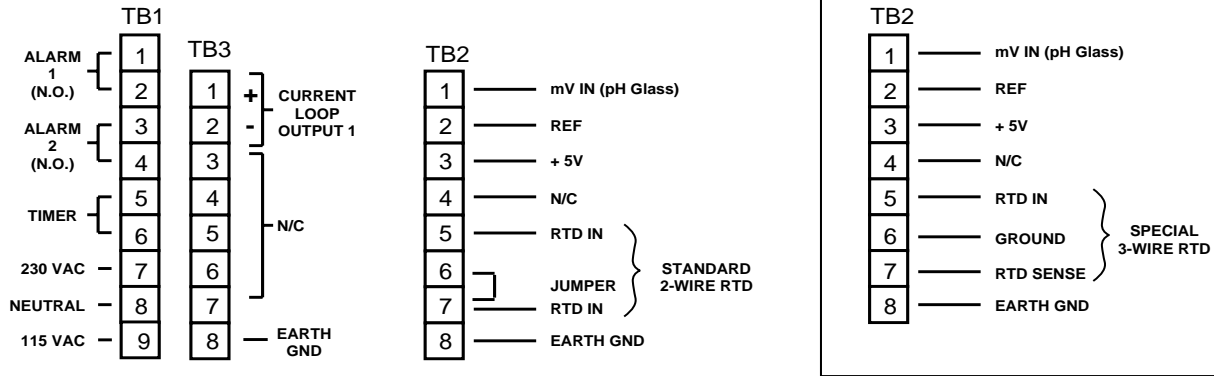 TB1
ALARM
1
(N.O.)
ALARM
2
(N.O.)
TIMER
230 VAC
NEUTRAL
115 VAC
1
2
3
4
5
6
7
8
9
TB3
1
2
3
4
5
6
7
8
+
-
CURRENT
LOOP
OUTPUT 1
N/C
EARTH
GND
TB2
1 mV IN (pH Glass)
2 REF
3 + 5V
4 N/C
5 RTD IN
6 JUMPER
7 RTD IN
8 EARTH GND
STANDARD
2-WIRE RTD
TB2
1 mV IN (pH Glass)
2 REF
3 + 5V
4 N/C
5 RTD IN
6 GROUND
7 RTD SENSE
8 EARTH GND
SPECIAL
3-WIRE RTD